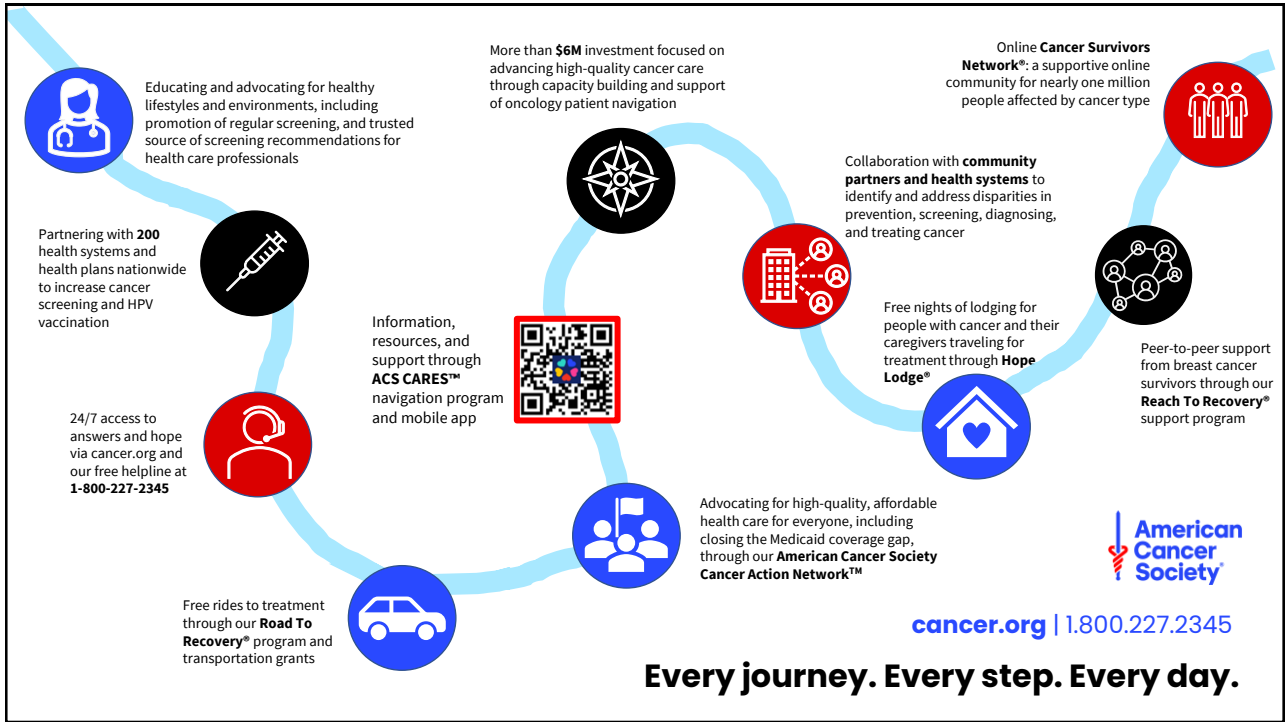 Educating and advocating for healthy
lifestyles and environments, including
promotion of regular screening, and trusted
source of screening recommendations for
health care professionals
Partnering with 200
health systems and
health plans nationwide
to increase cancer
screening and HPV
vaccination
24/7 access to
answers and hope
via cancer.org and
our free helpline at
1-800-227-2345
Free rides to treatment
through our Road To
Recovery® program and
transportation grants
Advocating for high-quality, affordable
health care for everyone, including
closing the Medicaid coverage gap,
through our American Cancer Society
Cancer Action Network™
Information,
resources, and
support through
ACS CARES™
navigation program
and mobile app
More than $6M investment focused on
advancing high-quality cancer care
through capacity building and support
of oncology patient navigation
Collaboration with community
partners and health systems to
identify and address disparities in
prevention, screening, diagnosing,
and treating cancer
Free nights of lodging for
people with cancer and their
caregivers traveling for
treatment through Hope
Lodge®
Peer-to-peer support
from breast cancer
survivors through our
Reach To Recovery®
support program
Online Cancer Survivors
Network®: a supportive online
community for nearly one million
people affected by cancer type
American
Cancer
Society®
cancer.org | 1.800.227.2345
Every journey. Every step. Every day.